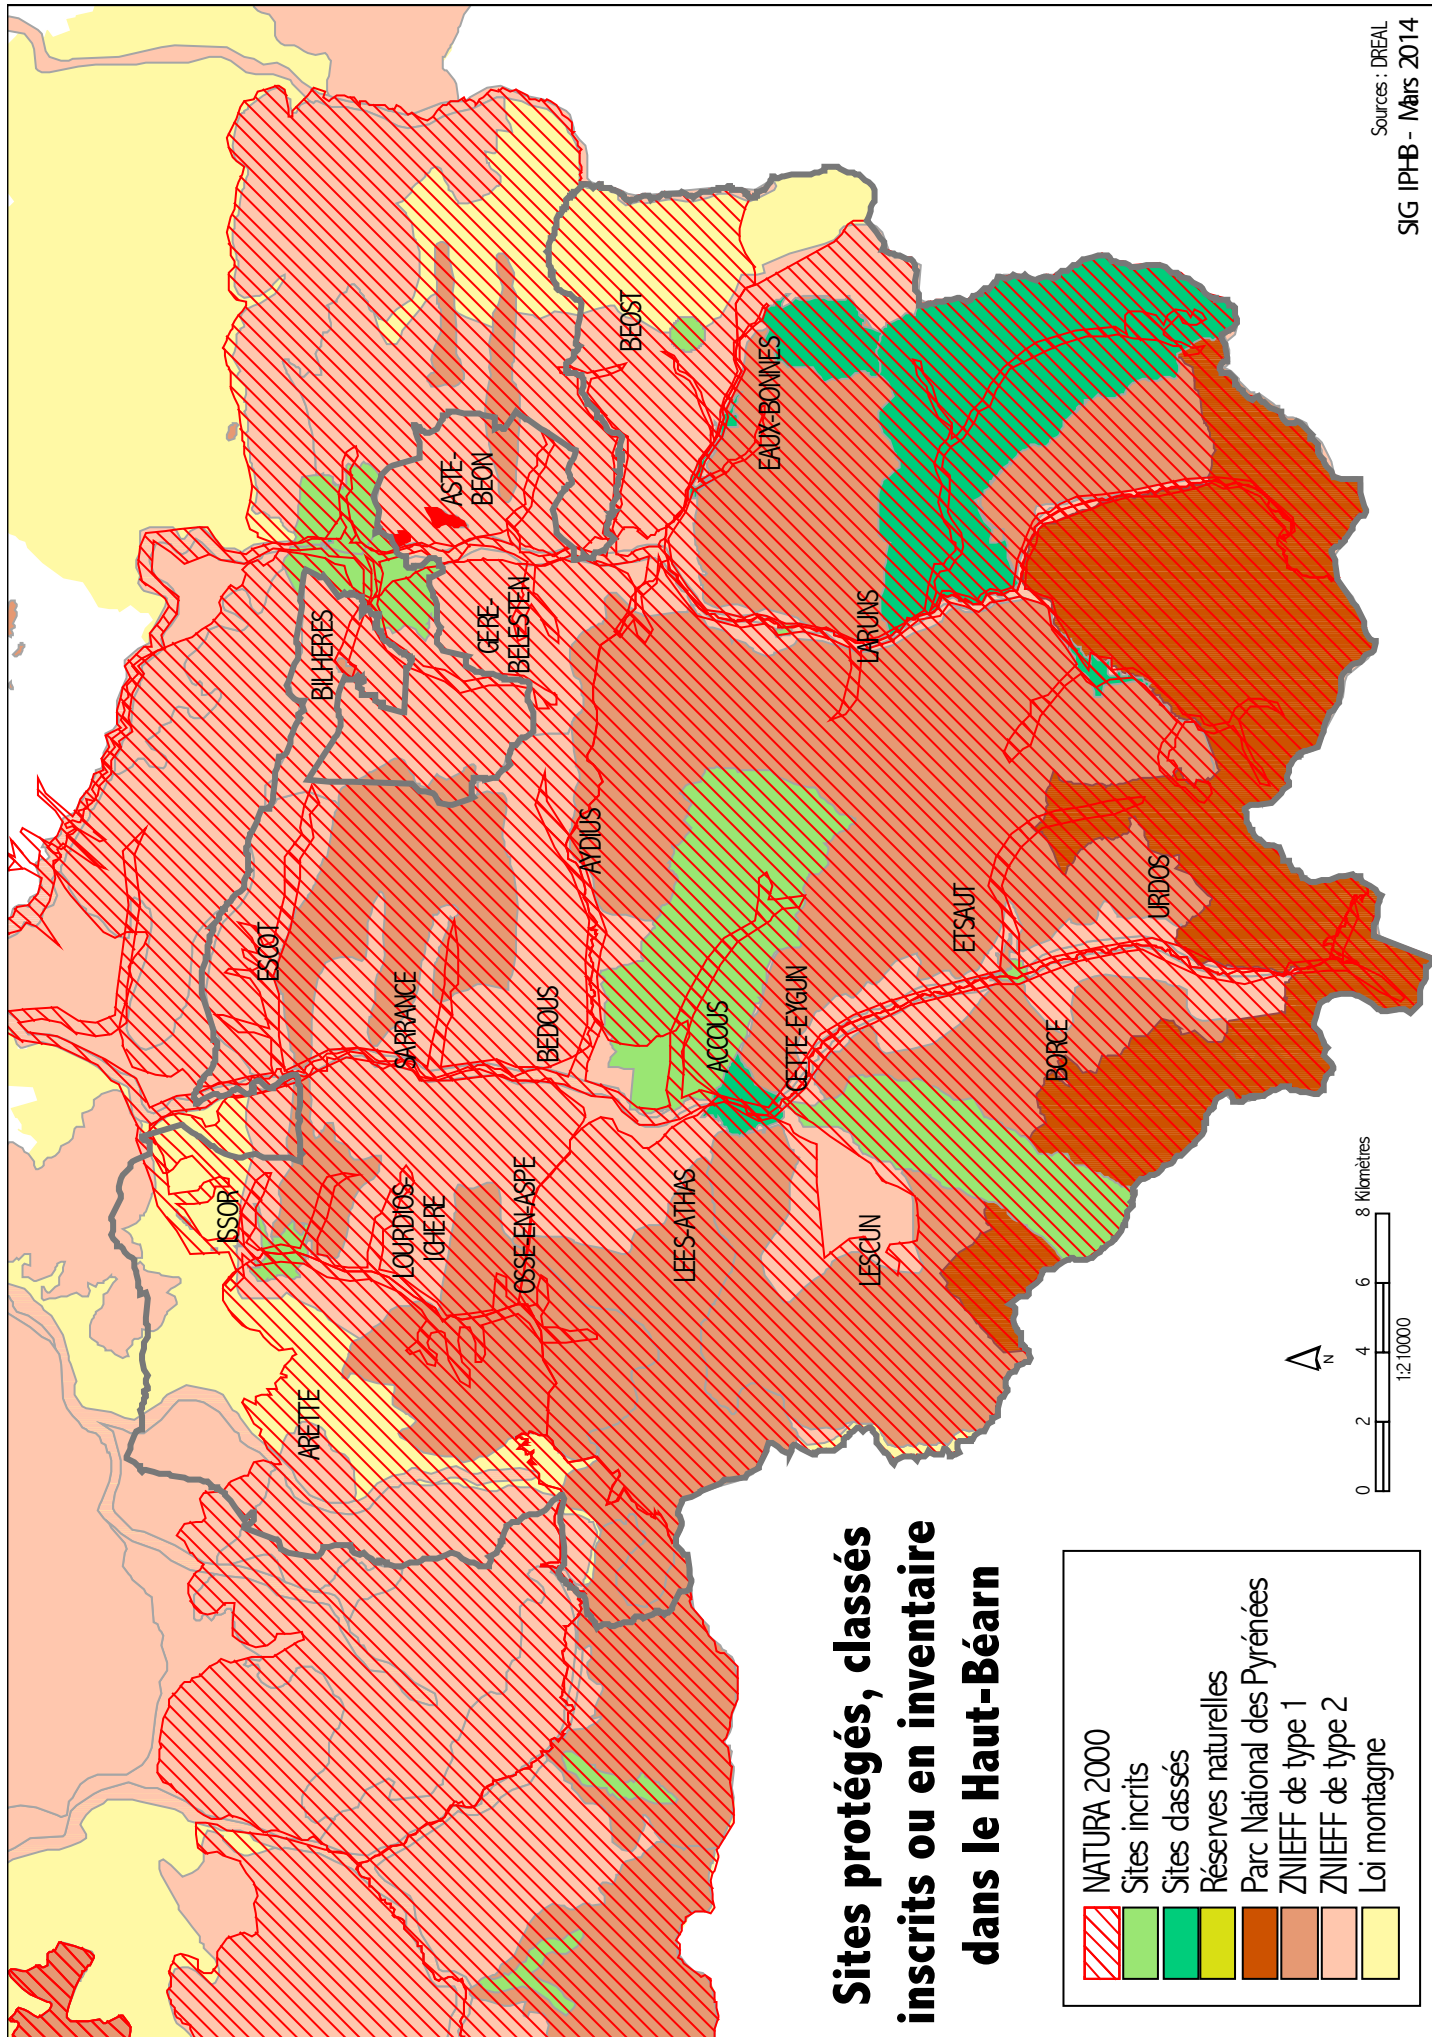 Sites protégés, classés
inscrits ou en inventaire
dans le Haut-Béarn
NATURA 2000
Sites incrits
Sites classés
Réserves naturelles
Parc National des Pyrénées
ZNIEFF de type 1
ZNIEFF de type 2
Loi montagne
ISSOR
ARETTE
LOURDIOS-
ICHERE
OSSE-EN-ASPE
LEES-ATHAS
LESCUN
ESCOT
SARRANCE
BEDOUS
ACCOUS
CETTE-EYGUN
BORCE
AYDIUS
ETSAUT
URDOS
BILHERES
GERE-
BELESTEN
LARUNS
ASTE-
BEON
BEOST
EAUX-BONNES
N
0 2 4 6 8 Kilomètres
1:210000
Sources : DREAL
SIG IPHB - Mars 2014